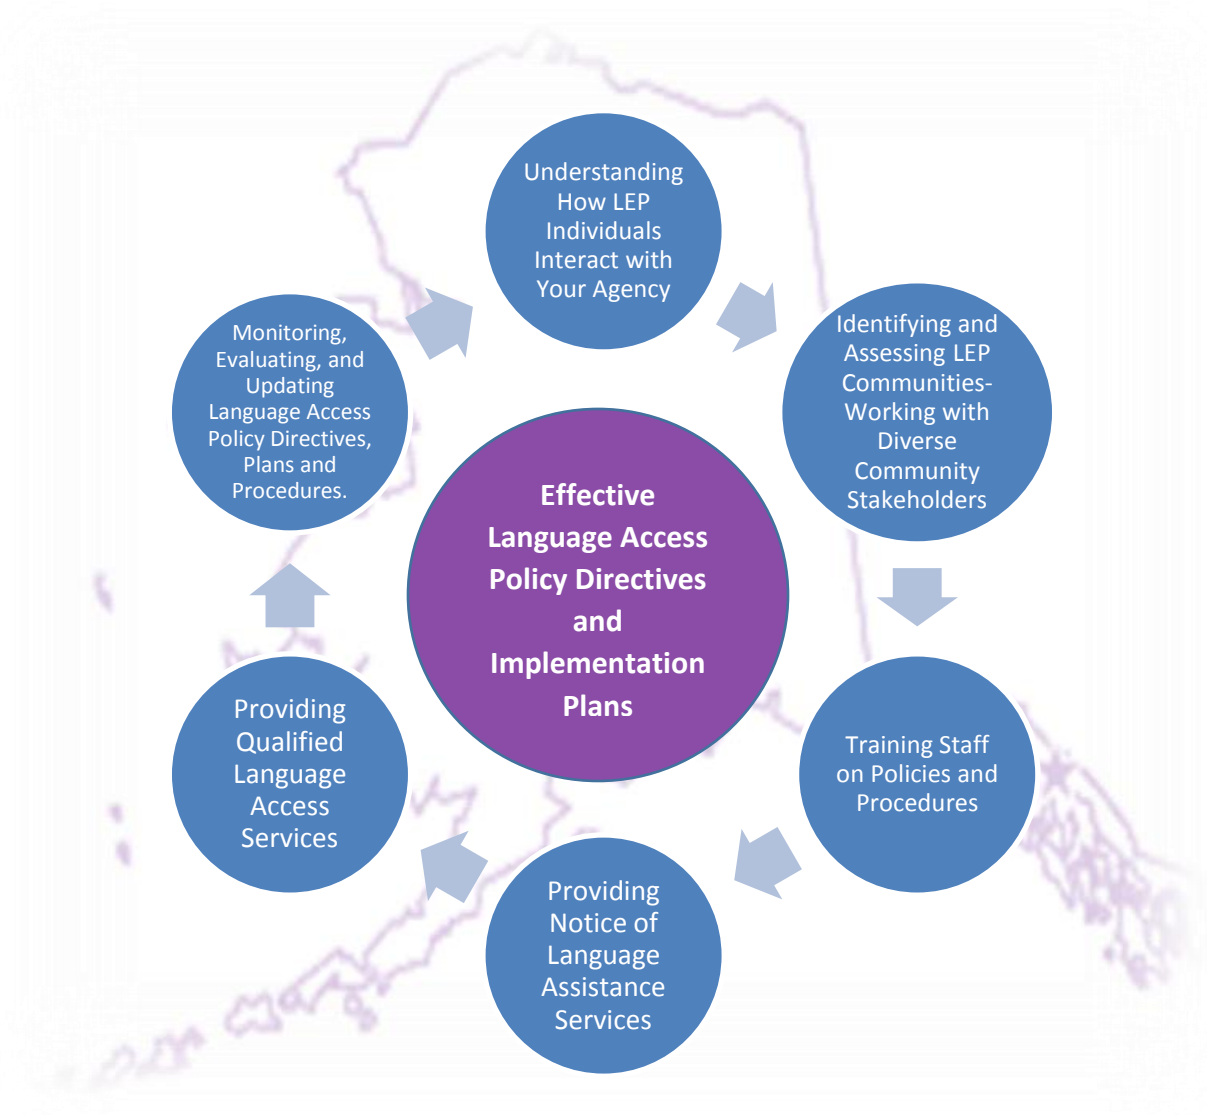 Understanding
How LEP
Individuals
Interact with
Your Agency
Identifying and
Assessing LEP
Communities-
Working with
Diverse
Community
Stakeholders
Training Staff
on Policies and
Procedures
Providing
Notice of
Language
Assistance
Services
Providing
Qualified
Language
Access
Services
Monitoring,
Evaluating, and
Updating
Language Access
Policy Directives,
Plans and
Procedures.
Effective
Language Access
Policy Directives
and
Implementation
Plans